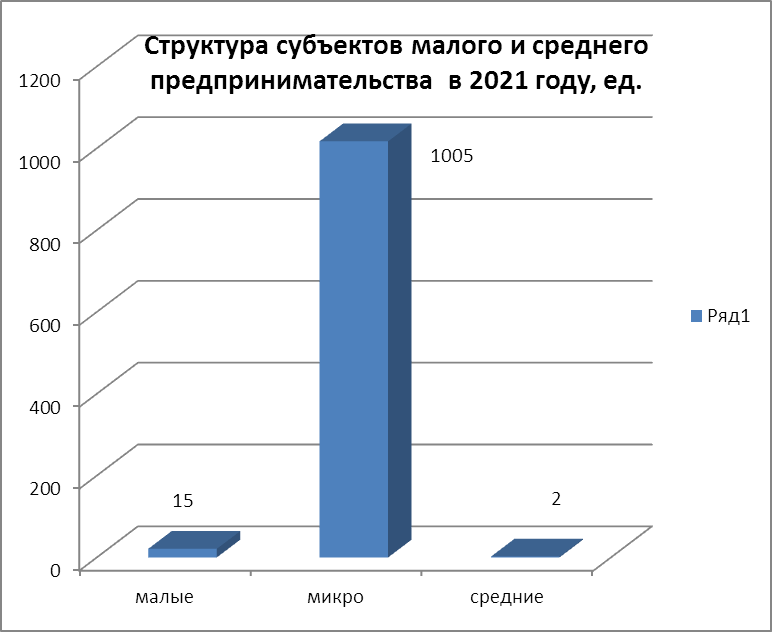 Структура субъектов малого и среднего
предпринимательства в 2021 году, ед.
1200
1000
800
600
400
200
0
15
1005
2
малые
микро
средние
Ряд1